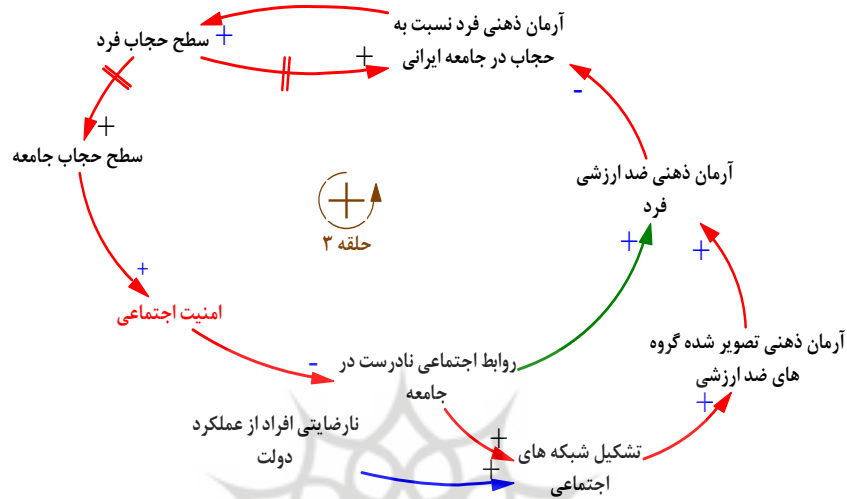 آرمان ذهنی فرد نسبت به
حجاب در جامعه ایرانی
+
سطح حجاب فرد
+
-
+
سطح حجاب جامعه
آرمان ذهنی ضد ارزشی
فرد
+
حلقه ۳
+
+
+
امنیت اجتماعی
آرمان ذهنی تصویر شده گروه
های ضد ارزشی
-
روابط اجتماعی نادرست در
جامعه
+
نارضایتی افراد از عملکرد
دولت
+
+
تشکیل شبکه های
اجتماعی